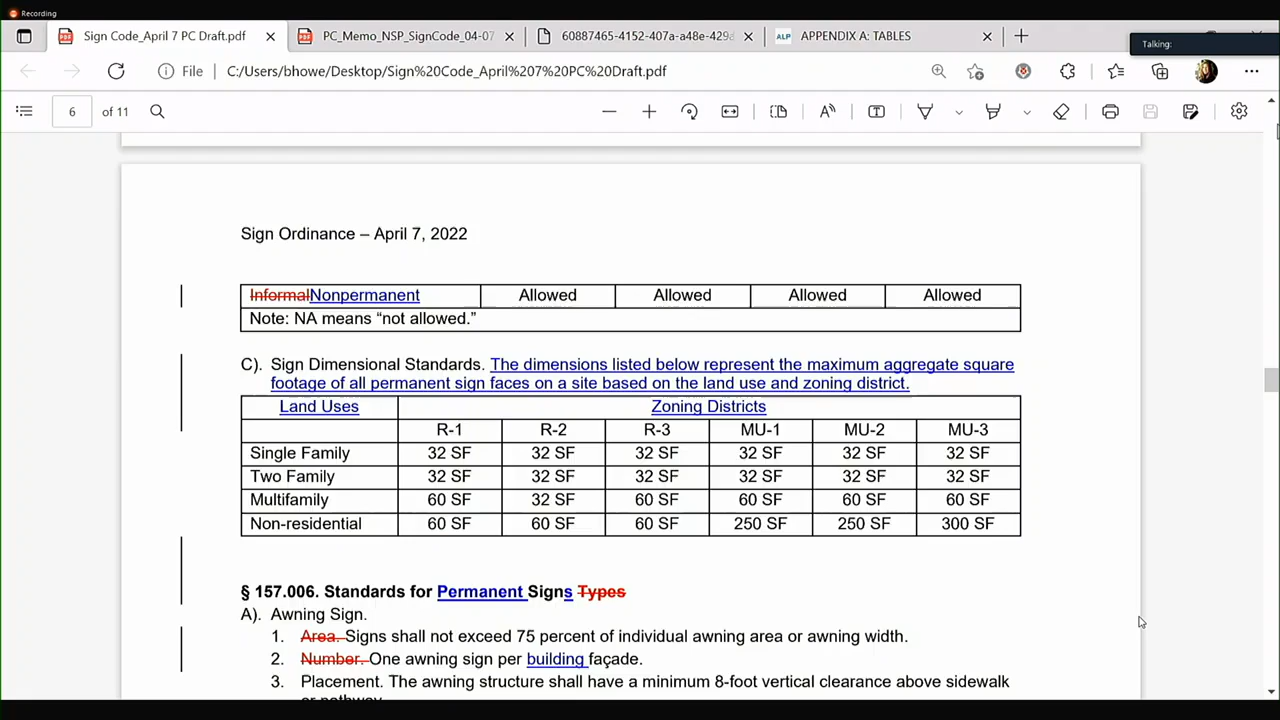 Recording
Sign Code_April 7 PC Draft.pdf
PC_Memo_NSP_SignCode_04-07
60887465-4152-407a-a48e-429a
ALP
APPENDIX A: TABLES
Talking:
File
C:/Users/bhowe/Desktop/Sign%20Code_April%207%20PC%20Draft.pdf
6 of 11
Sign Ordinance – April 7, 2022
InformalNonpermanent Allowed Allowed Allowed Allowed
Note: NA means “not allowed.”
C). Sign Dimensional Standards. The dimensions listed below represent the maximum aggregate square
footage of all permanent sign faces on a site based on the land use and zoning district.
Land Uses Zoning Districts
R-1 R-2 R-3 MU-1 MU-2 MU-3
Single Family 32 SF 32 SF 32 SF 32 SF 32 SF 32 SF
Two Family 32 SF 32 SF 32 SF 32 SF 32 SF 32 SF
Multifamily 60 SF 32 SF 60 SF 60 SF 60 SF 60 SF
Non-residential 60 SF 60 SF 60 SF 250 SF 250 SF 300 SF
§ 157.006. Standards for Permanent Signs Types
A). Awning Sign.
1. Area. Signs shall not exceed 75 percent of individual awning area or awning width.
2. Number. One awning sign per building façade.
3. Placement. The awning structure shall have a minimum 8-foot vertical clearance above sidewalk
or pathway.